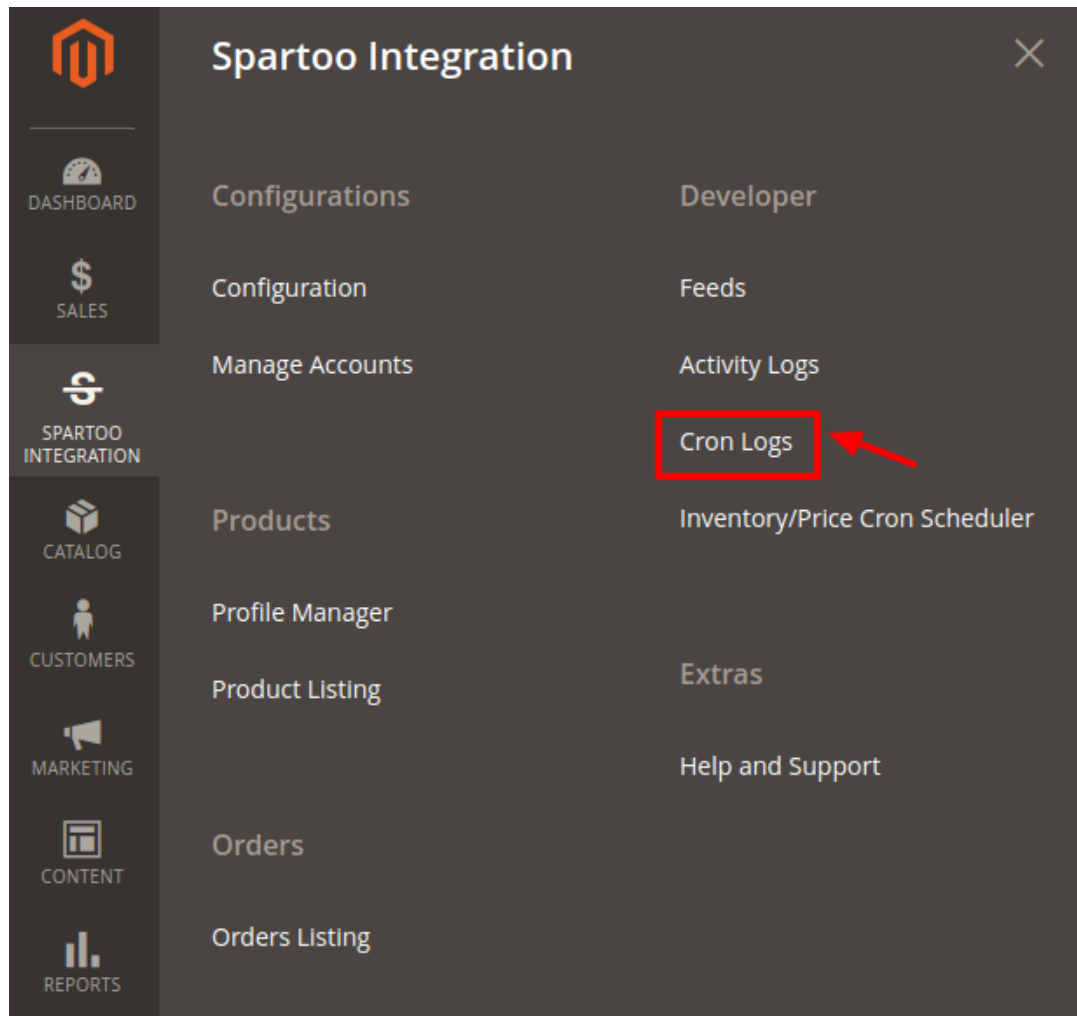 Spartoo Integration
DASHBOARD
SALES
SPARTOO
INTEGRATION
CATALOG
CUSTOMERS
MARKETING
CONTENT
REPORTS
Configurations
Configuration
Manage Accounts
Products
Profile Manager
Product Listing
Orders
Orders Listing
Developer
Feeds
Activity Logs
Cron Logs
Inventory/Price Cron Scheduler
Extras
Help and Support